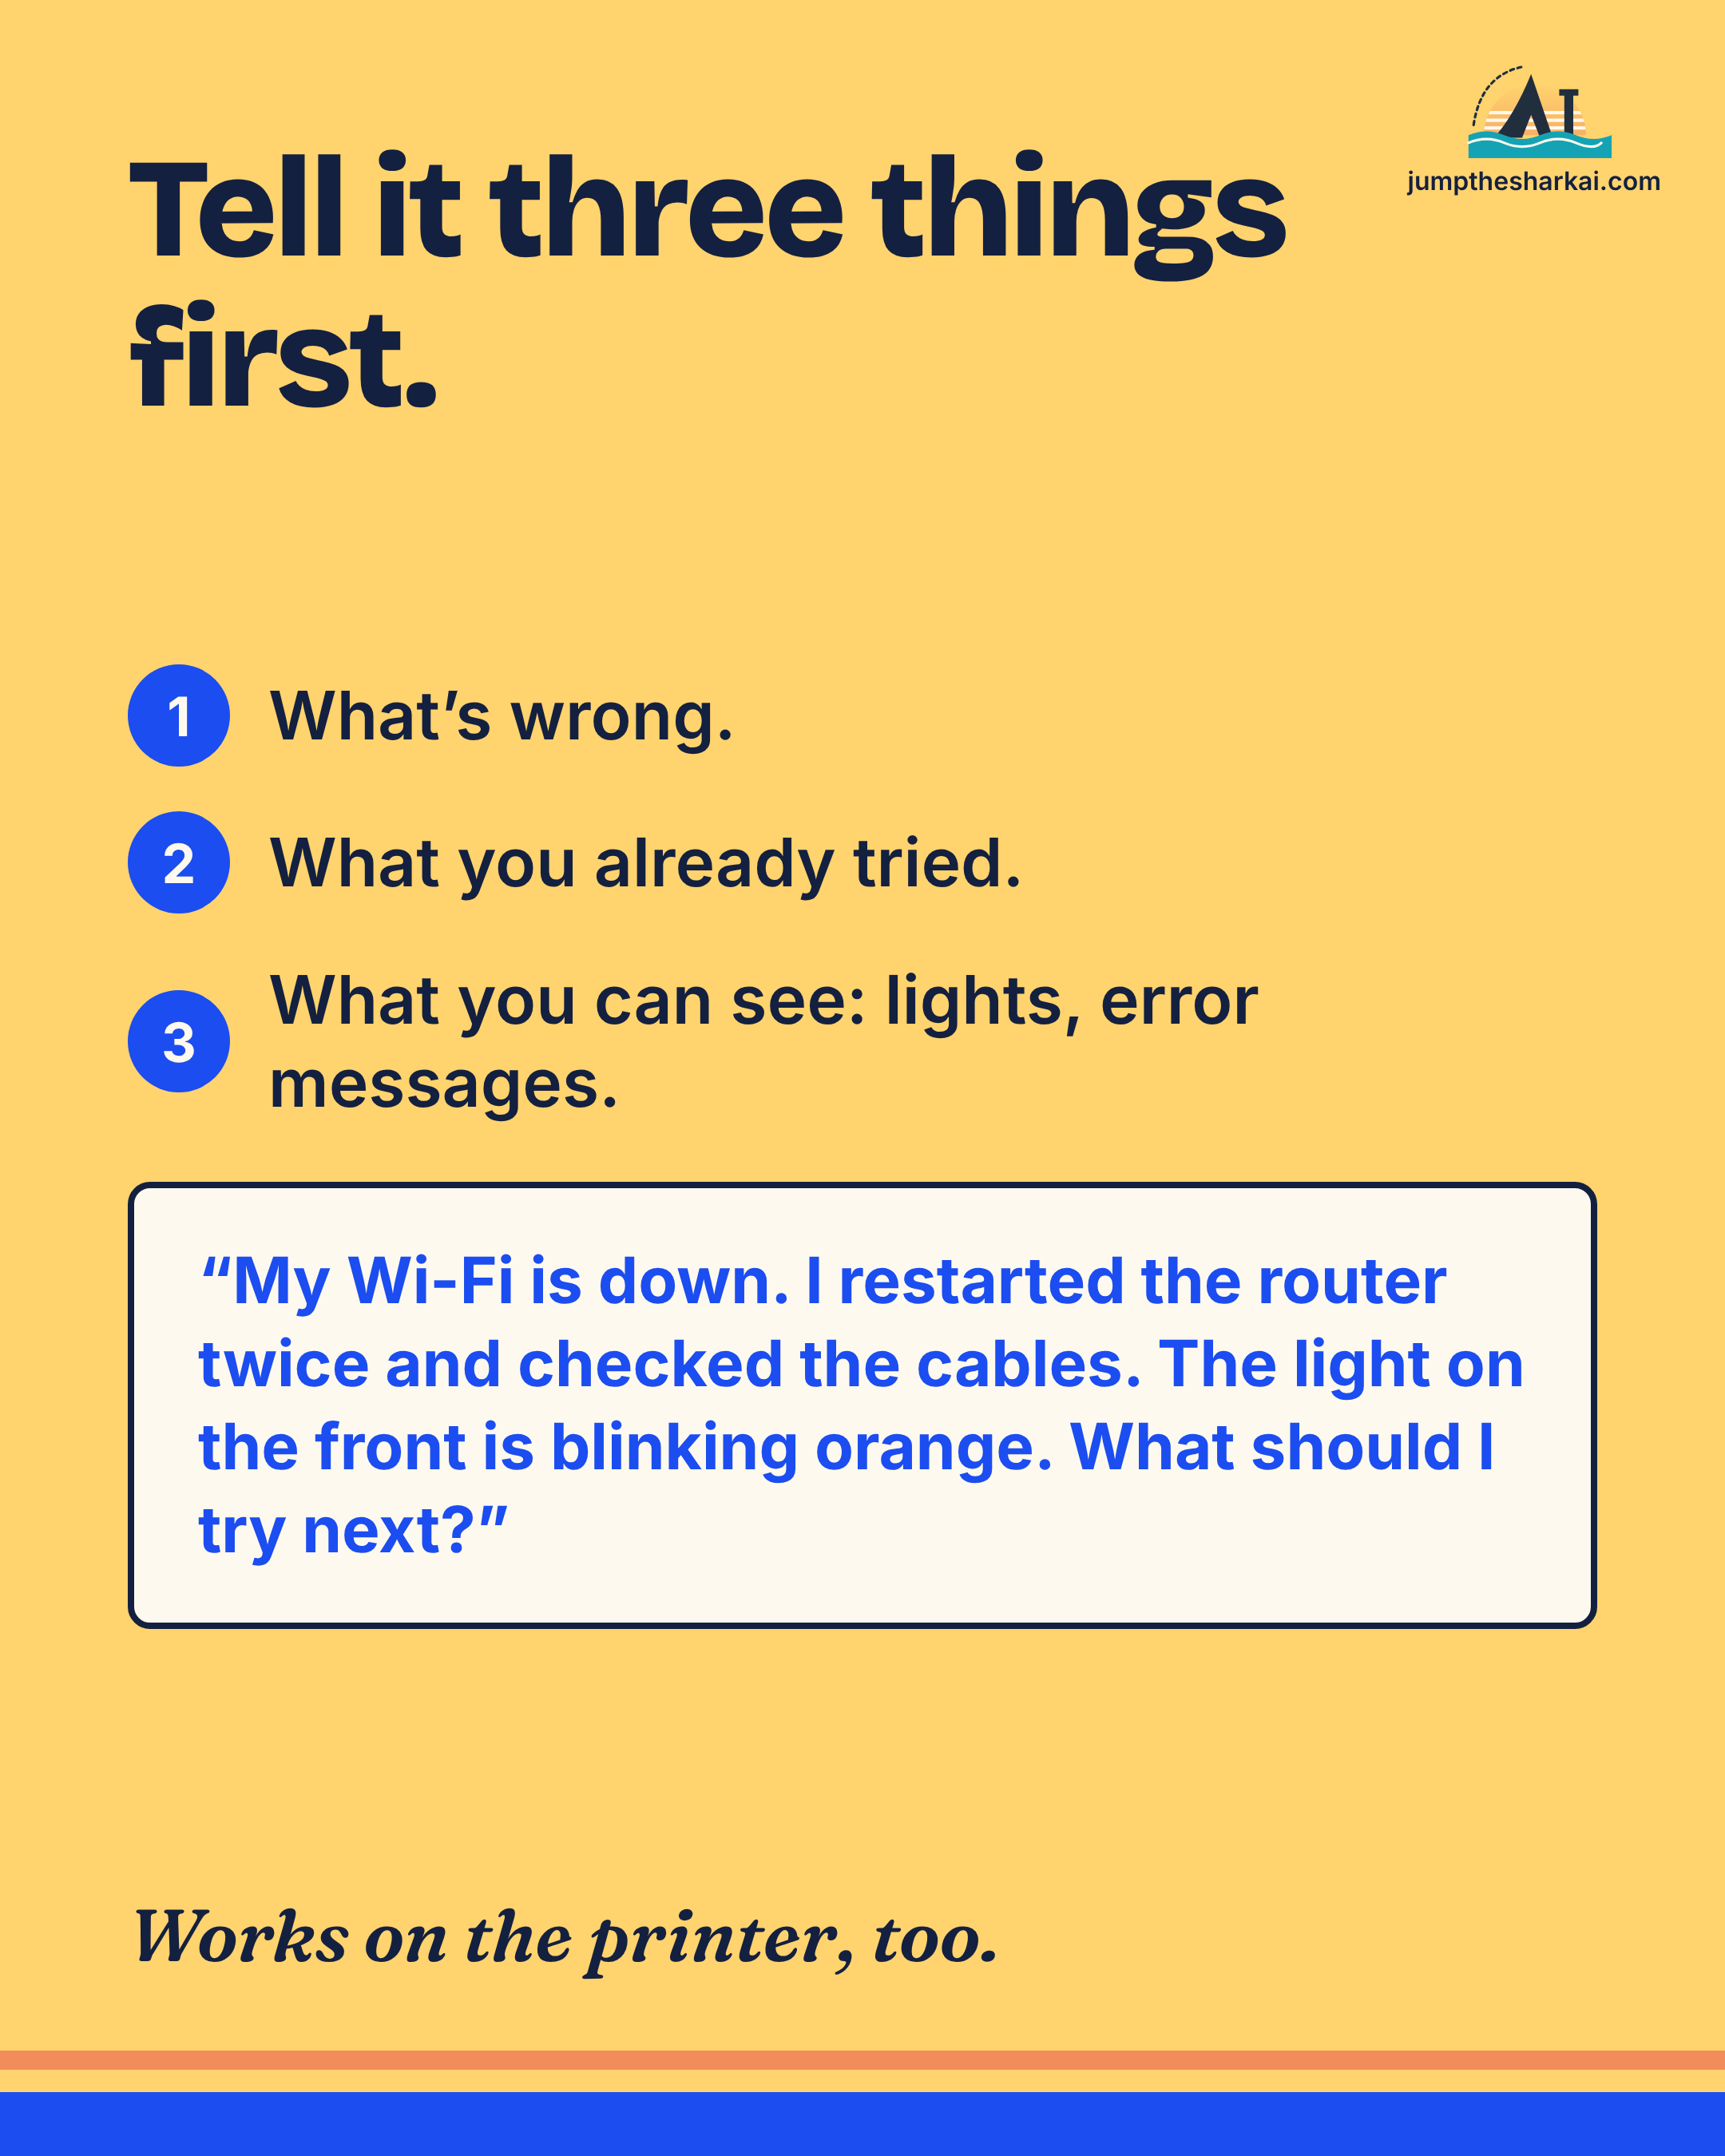 AI
jumpthesharkai.com
Tell it three things
first.
1 What’s wrong.
2 What you already tried.
3 What you can see: lights, error
messages.
“My Wi-Fi is down. I restarted the router
twice and checked the cables. The light on
the front is blinking orange. What should I
try next?”
Works on the printer, too.